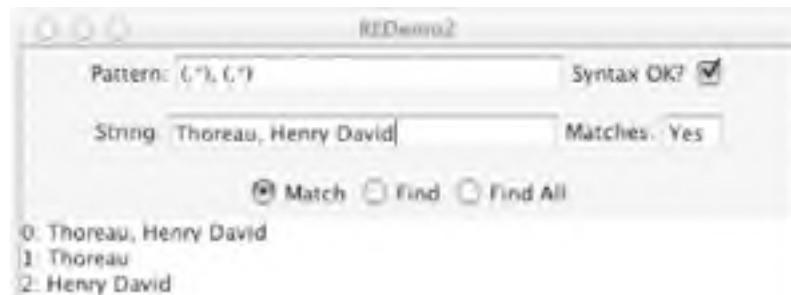 REDemo2
Pattern: (.*), (.*) Syntax OK?
String: Thoreau, Henry David Matches: Yes
Match Find Find All
0: Thoreau, Henry David
1: Thoreau
2: Henry David